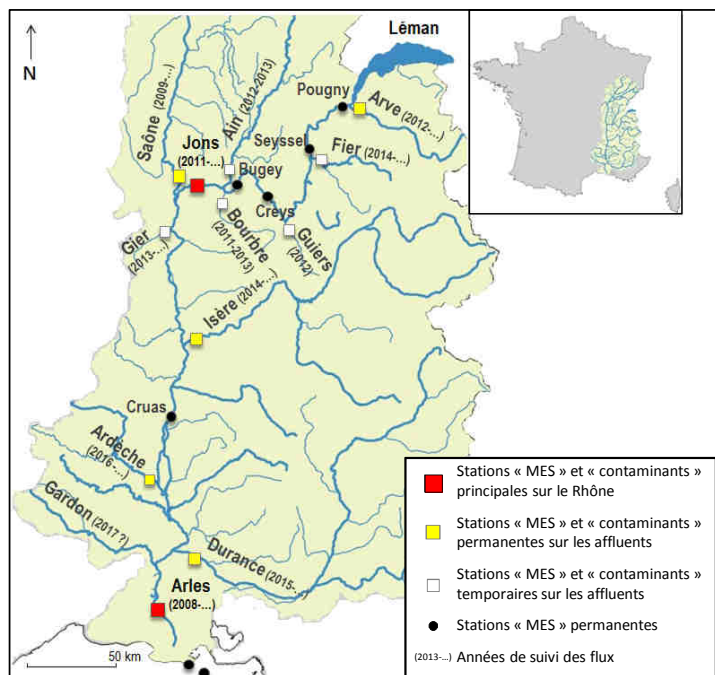 N
Léman
Pougny
Arve (2012-...)
Saône (2009-...)
Ain (2012-2013)
Seyssel
Fier (2014-...)
Jons
(2011-...)
Bugey
Creys
Guiers
(2012)
Bourbre
(2011-2013)
Gier
(2013-...)
Isère (2014-...)
Cruas
Ardèche
(2016-...)
Gardon (2017 ?)
Durance (2015-...)
Arles
(2008-...)
50 km
Stations « MES » et « contaminants »
principales sur le Rhône
Stations « MES » et « contaminants »
permanentes sur les affluents
Stations « MES » et « contaminants »
temporaires sur les affluents
Stations « MES » permanentes
(2013-...) Années de suivi des flux